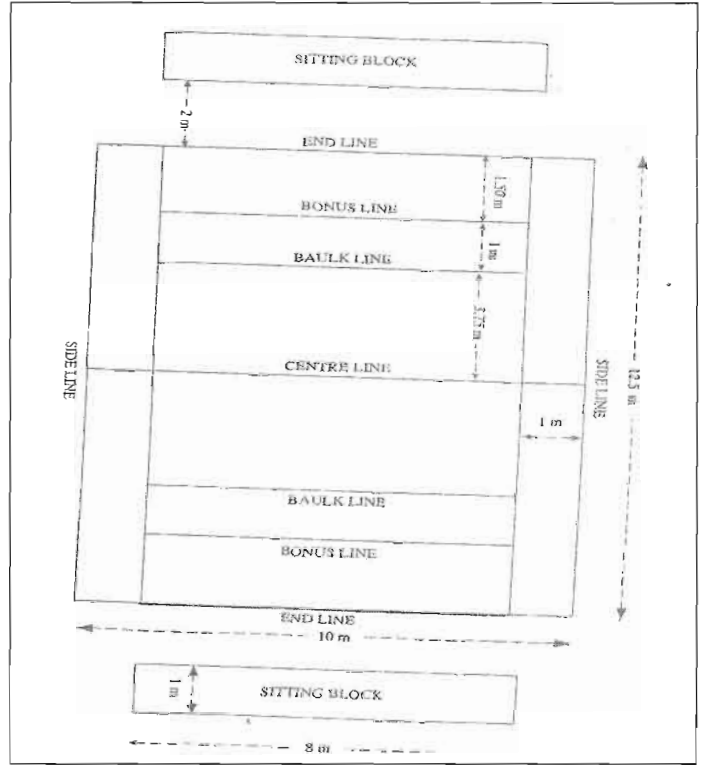 SITTING BLOCK
2 m
END LINE
1.50 m
BONUS LINE
1 m
BAULK LINE
3.75 m
SIDE LINE
CENTRE LINE
SIDE LINE
12.5 m
1 m
BAULK LINE
BONUS LINE
END LINE
10 m
1 m
SITTING BLOCK
8 m